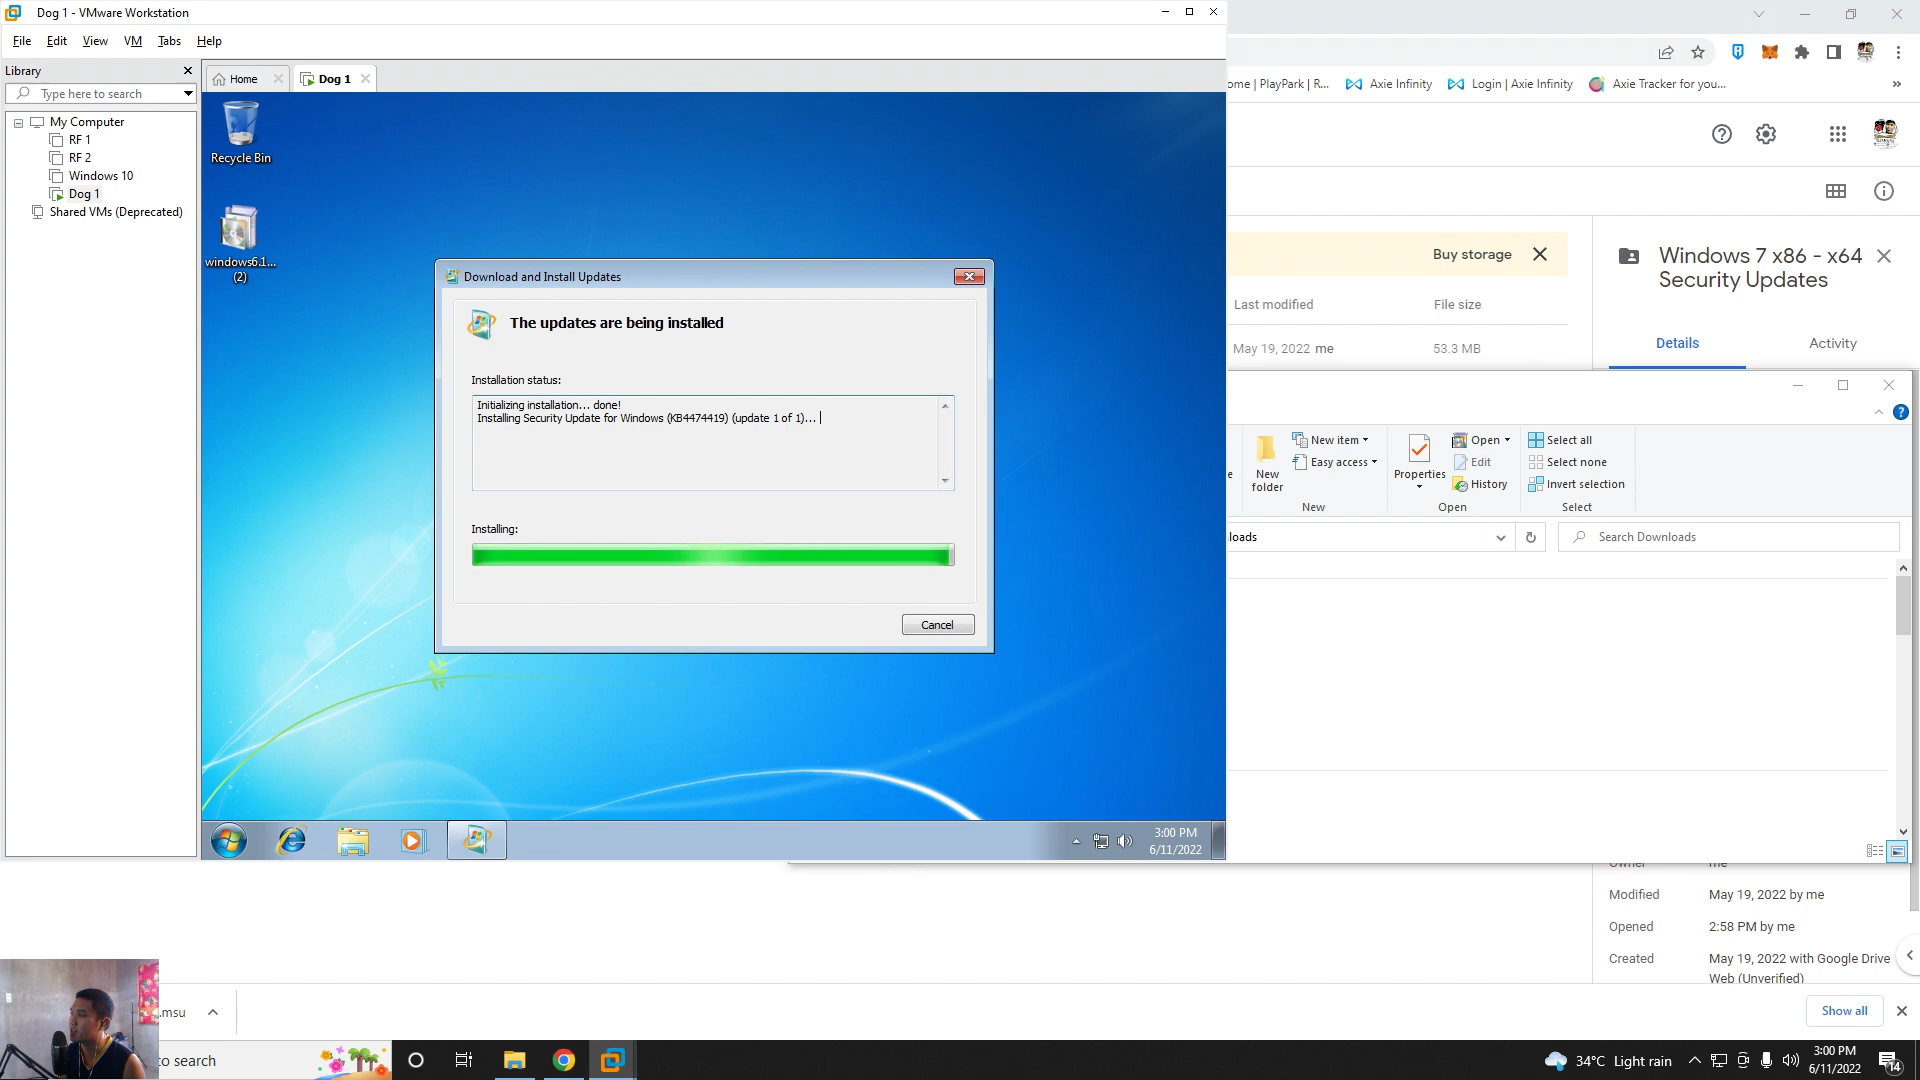 Dog 1 - VMware Workstation
File Edit View VM Tabs Help
Library
Type here to search
My Computer
RF 1
RF 2
Windows 10
Dog 1
Shared VMs (Deprecated)
Home
Dog 1
Recycle Bin
windows6.1...
(2)
Download and Install Updates
The updates are being installed
Installation status:
Initializing installation... done!
Installing Security Update for Windows (KB4474419) (update 1 of 1)...
Installing:
Cancel
3:00 PM
6/11/2022
ome | PlayPark | R...
Axie Infinity
Login | Axie Infinity
Axie Tracker for you...
»
Buy storage
Last modified
File size
May 19, 2022 me
53.3 MB
Windows 7 x86 - x64
Security Updates
Details
Activity
New
folder
New item
Easy access
New
Properties
Open
Edit
History
Open
Select all
Select none
Invert selection
Select
loads
Search Downloads
Modified
May 19, 2022 by me
Opened
2:58 PM by me
Created
May 19, 2022 with Google Drive
Web (Unverified)
.msu
Show all
to search
34°C Light rain
3:00 PM
6/11/2022
14